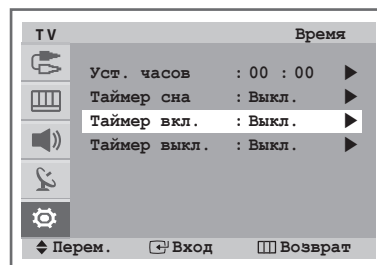 TV Время
Уст. часов : 00 : 00
Таймер сна : Выкл.
Таймер вкл. : Выкл.
Таймер выкл. : Выкл.
Перем. Вход Возврат